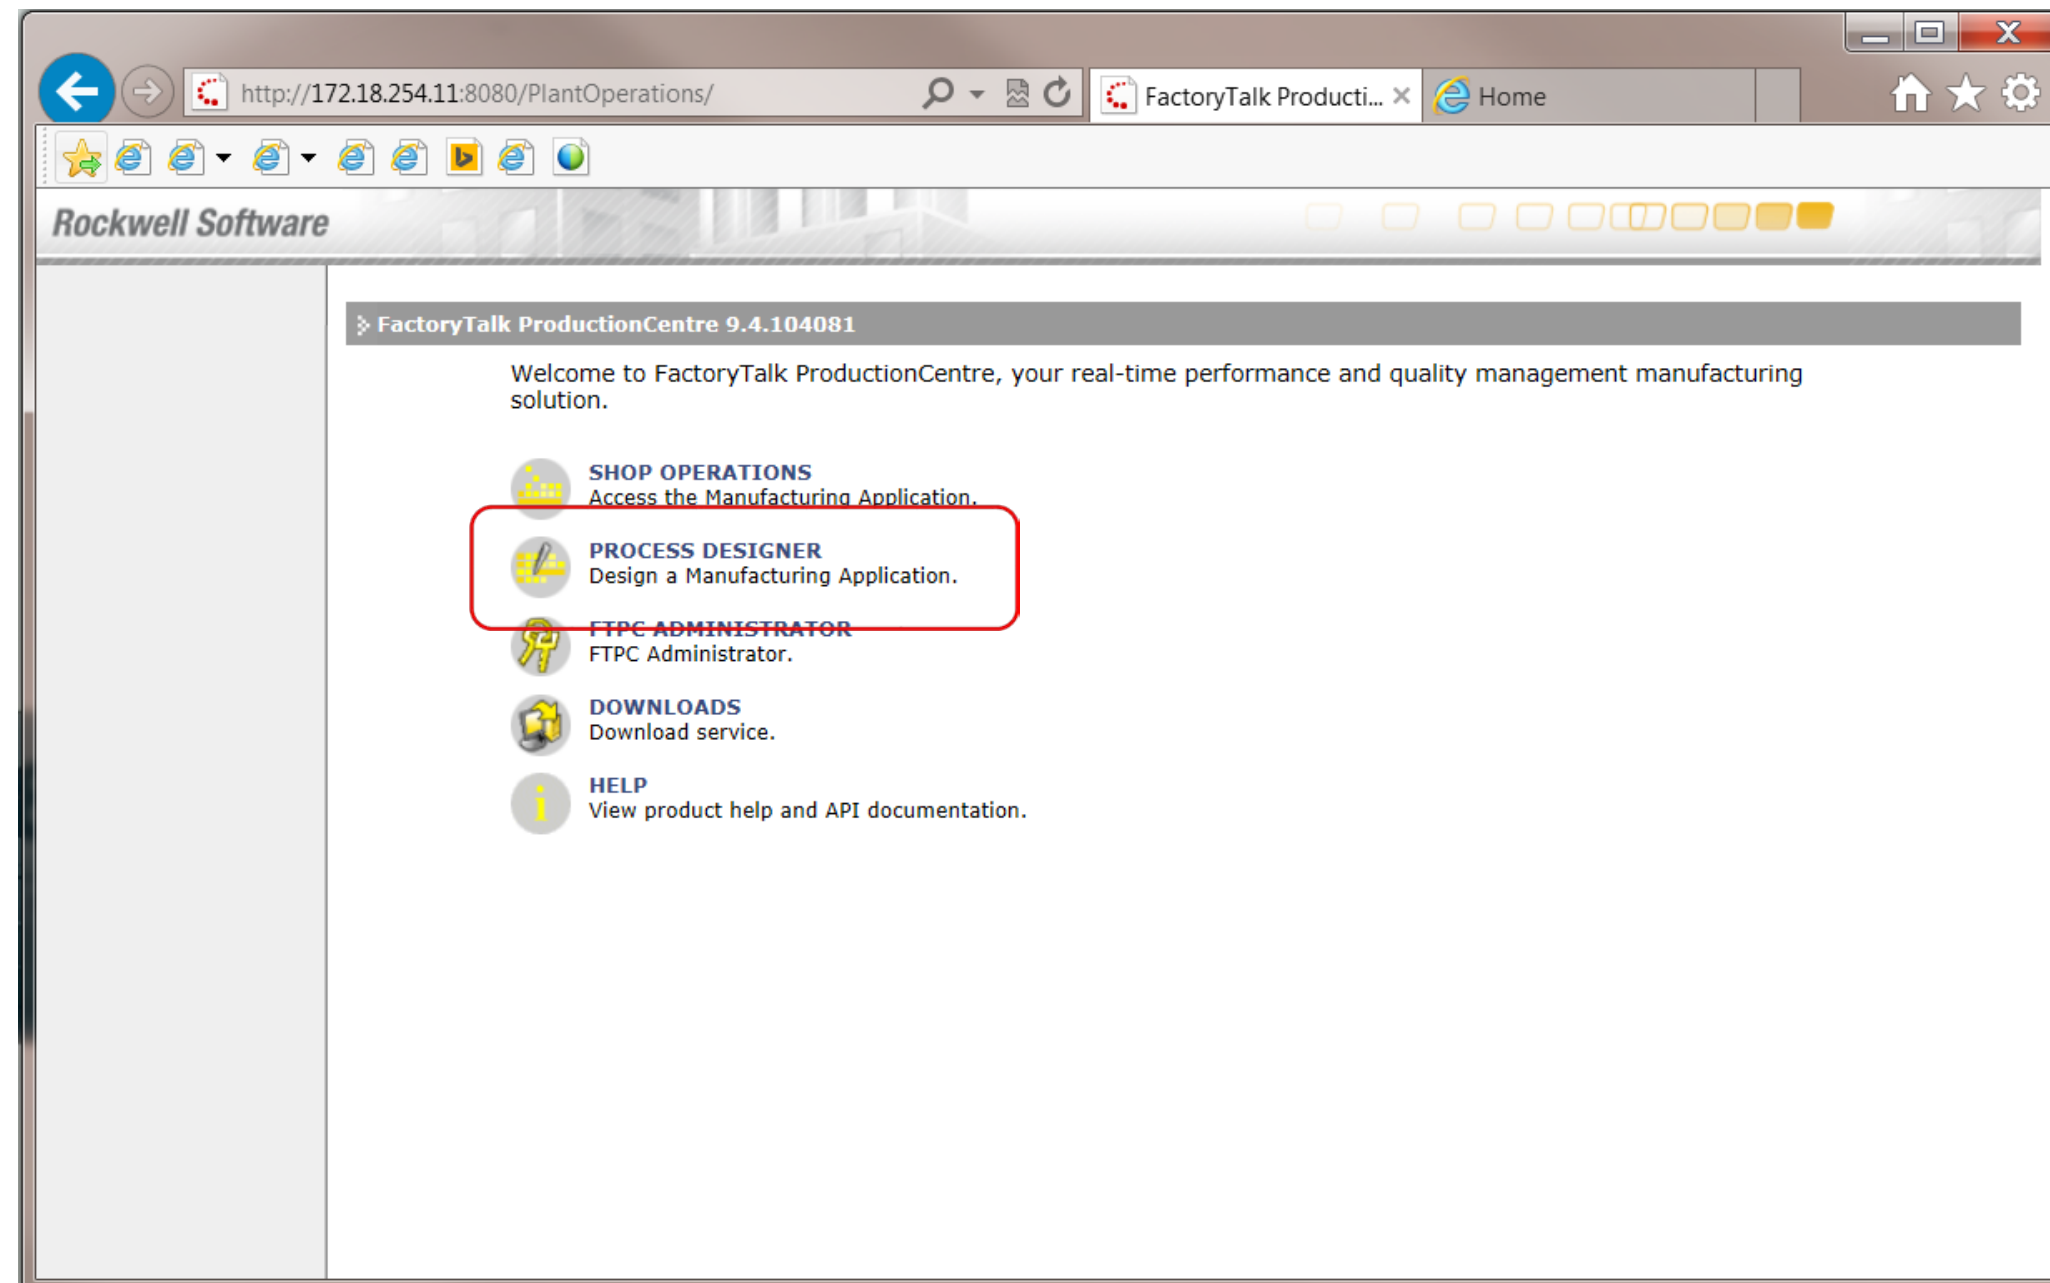 http://172.18.254.11:8080/PlantOperations/
FactoryTalk Producti...
Home
Rockwell Software
FactoryTalk ProductionCentre 9.4.104081
Welcome to FactoryTalk ProductionCentre, your real-time performance and quality management manufacturing
solution.
SHOP OPERATIONS
Access the Manufacturing Application.
PROCESS DESIGNER
Design a Manufacturing Application.
FTPC ADMINISTRATOR
FTPC Administrator.
DOWNLOADS
Download service.
HELP
View product help and API documentation.